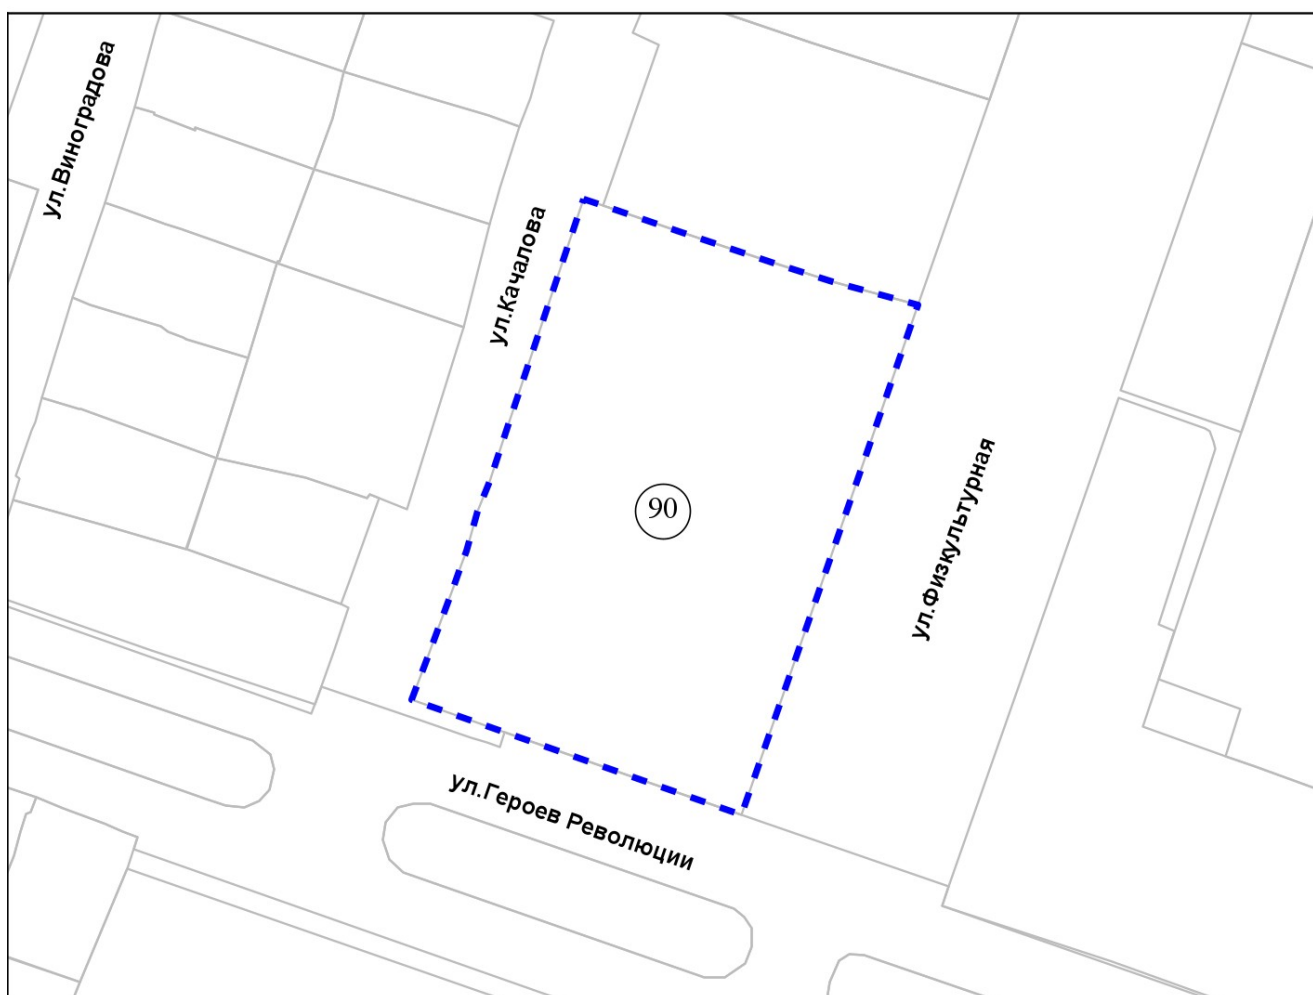 ул.Виноградова
ул.Качалова
ул.Физкультурная
90
ул.Героев Революции